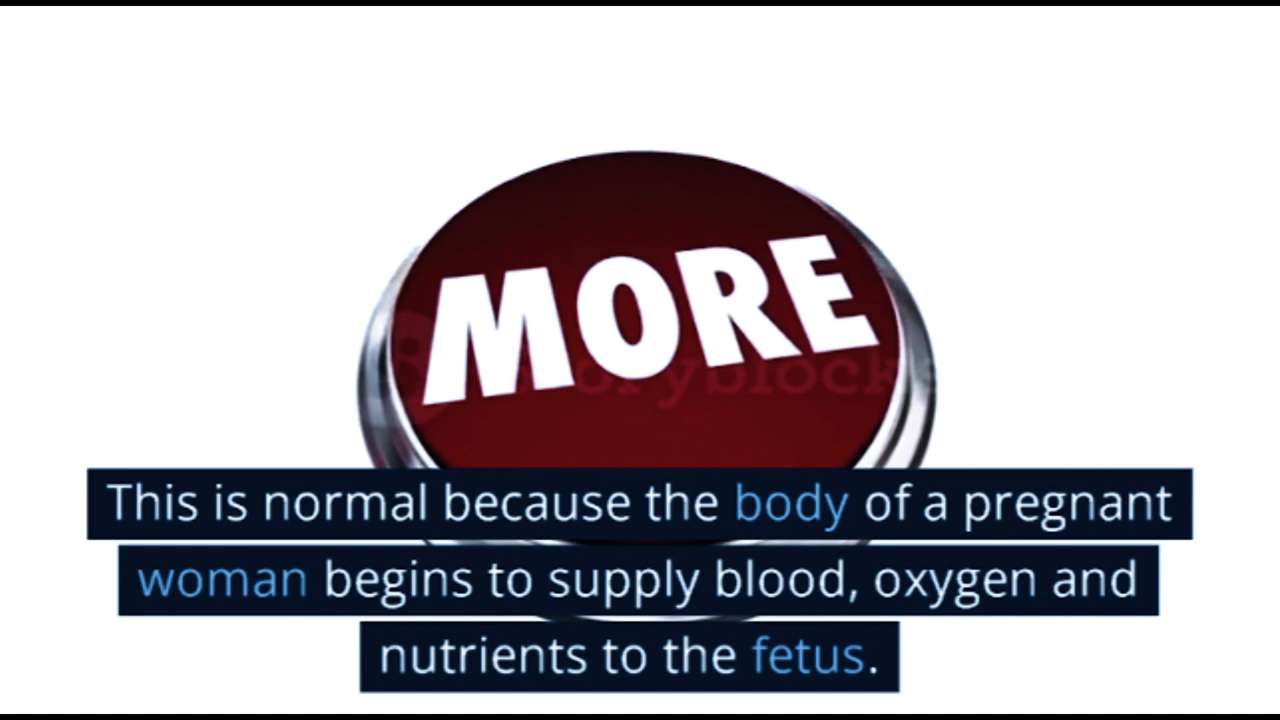 MORE
This is normal because the body of a pregnant
woman begins to supply blood, oxygen and
nutrients to the fetus.